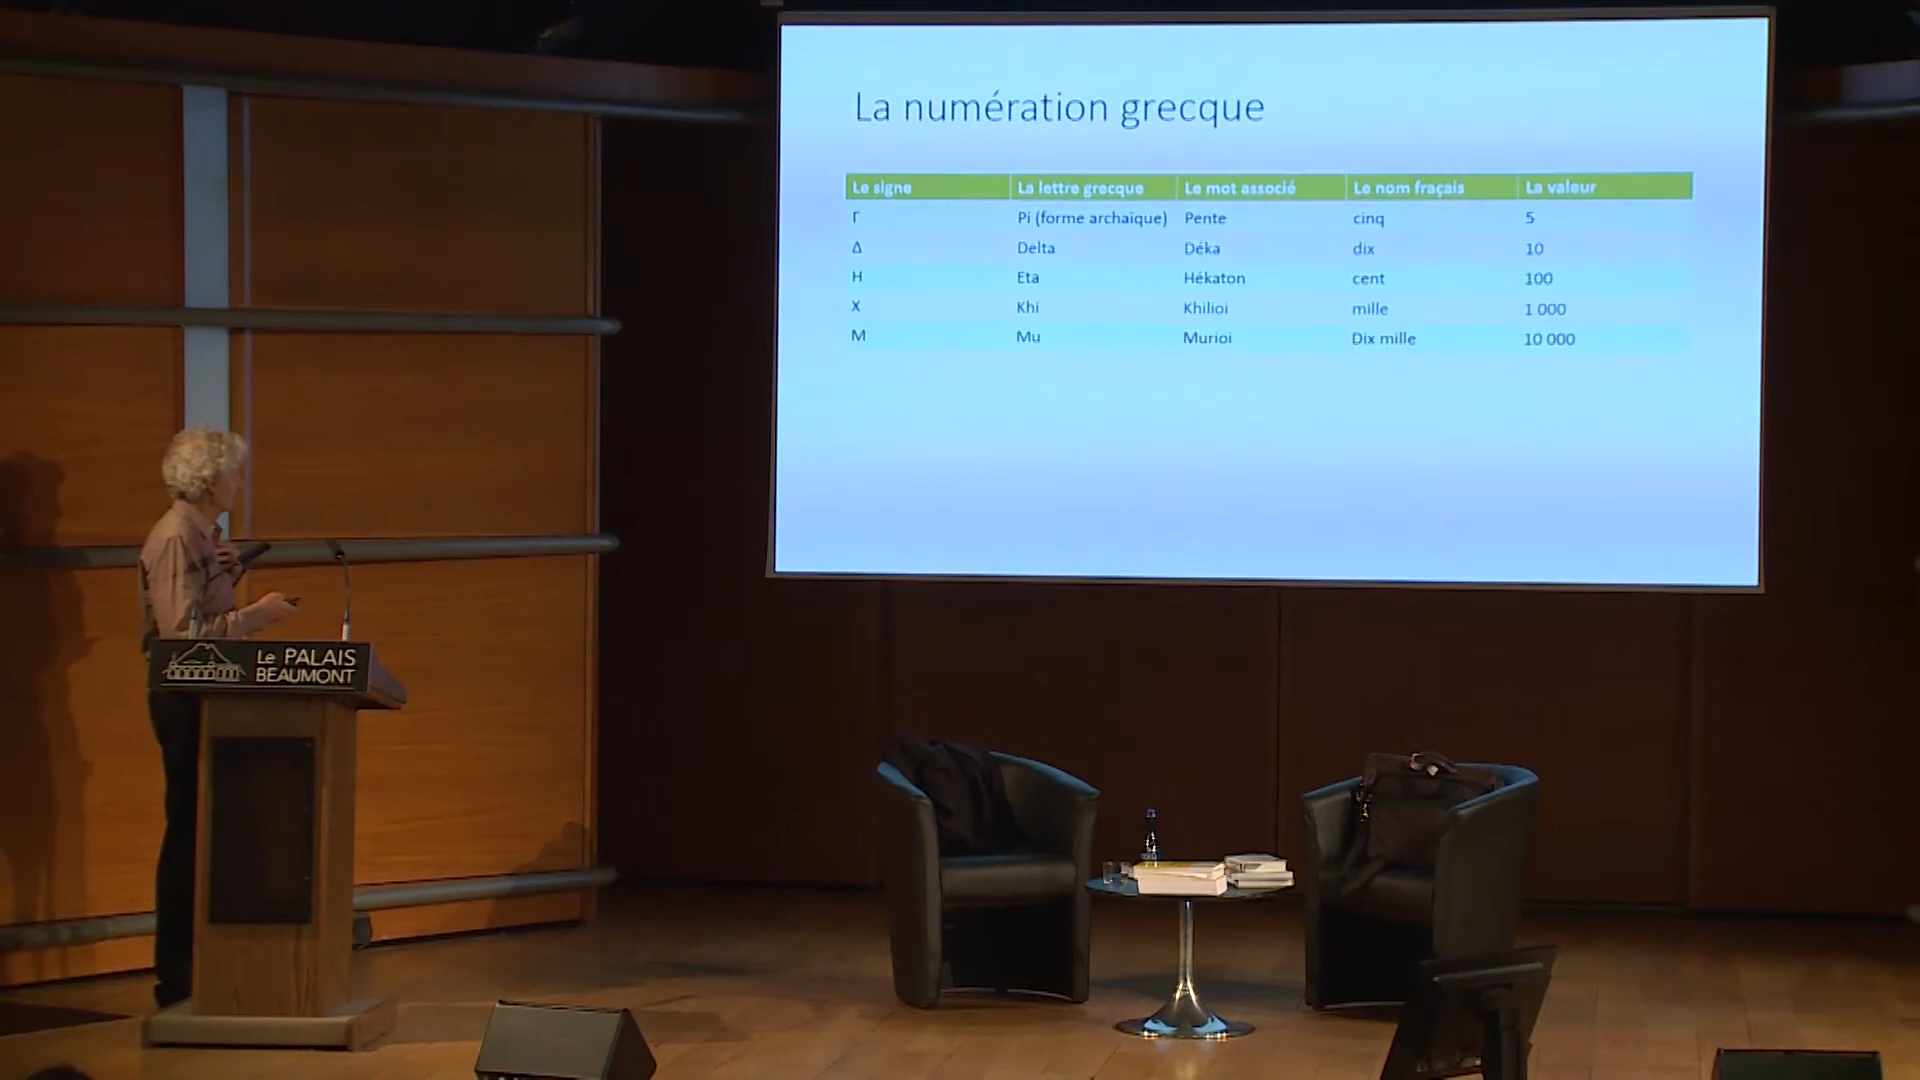 La numération grecque
Le signe La lettre grecque Le mot associé Le nom fraçais La valeur
Γ Pi (forme archaïque) Pente cinq 5
Δ Delta Déka dix 10
H Eta Hékaton cent 100
X Khi Khilioi mille 1 000
M Mu Murioi Dix mille 10 000
Le PALAIS
BEAUMONT